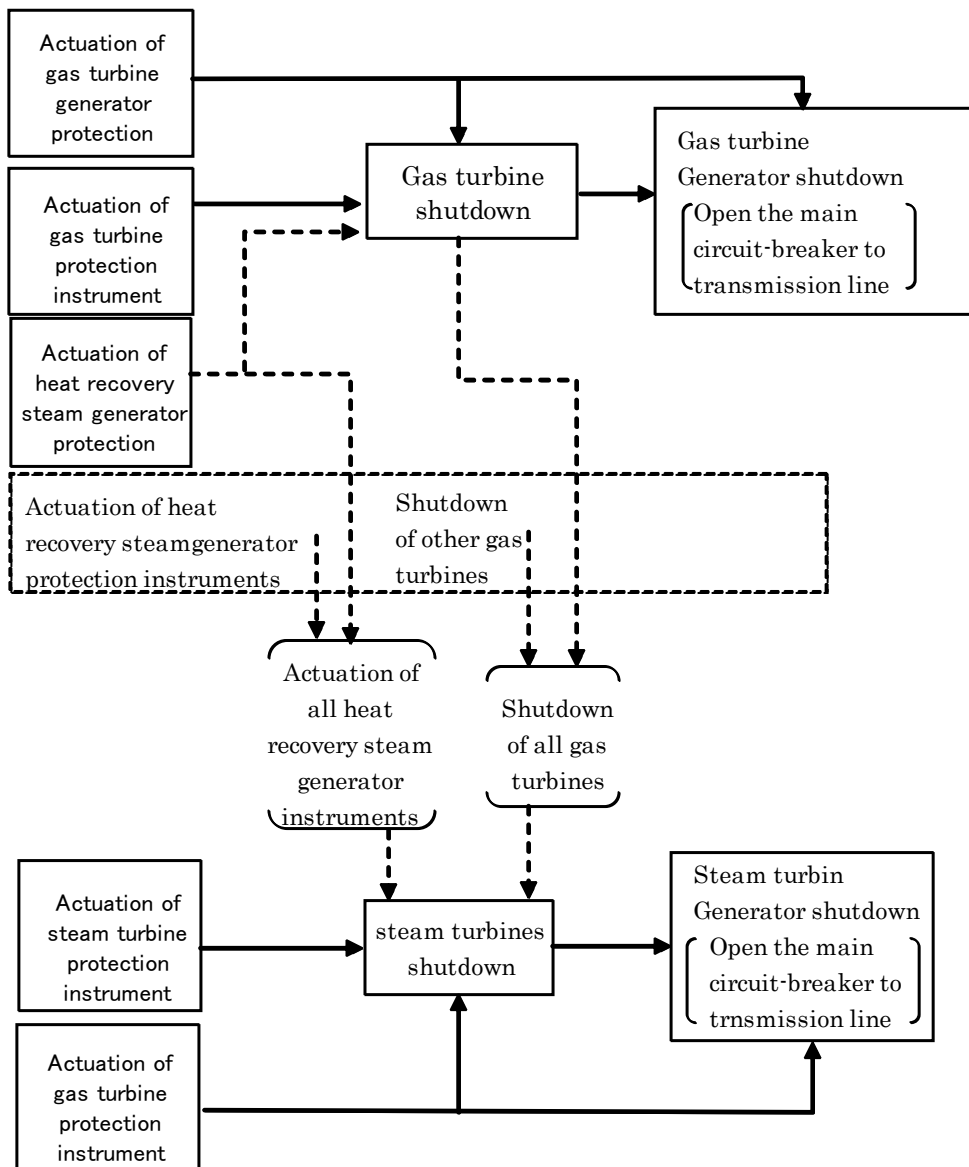 Actuation of
gas turbine
generator
protection
Gas turbine
shutdown
Gas turbine
Generator shutdown
Open the main
circuit-breaker to
transmission line
Actuation of
gas turbine
protection
instrument
Actuation of
heat recovery
steam generator
protection
Actuation of heat
recovery steamgenerator
protection instruments
Shutdown
of other gas
turbines
Actuation of
all heat
recovery steam
generator
instruments
Shutdown
of all gas
turbines
Actuation of
steam turbine
protection
instrument
steam turbines
shutdown
Steam turbin
Generator shutdown
Open the main
circuit-breaker to
trnsmission line
Actuation of
gas turbine
protection
instrument